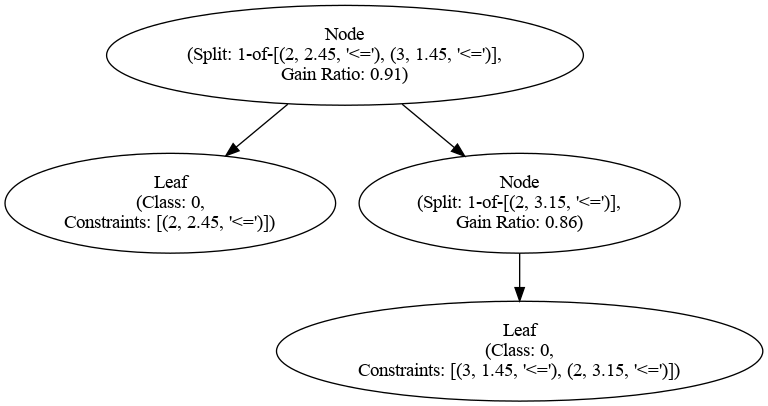 Node
(Split: 1-of-[(2, 2.45, '<='), (3, 1.45, '<=')],
Gain Ratio: 0.91)
Leaf
(Class: 0,
Constraints: [(2, 2.45, '<=')])
Node
(Split: 1-of-[(2, 3.15, '<=')],
Gain Ratio: 0.86)
Leaf
(Class: 0,
Constraints: [(3, 1.45, '<='), (2, 3.15, '<=')])